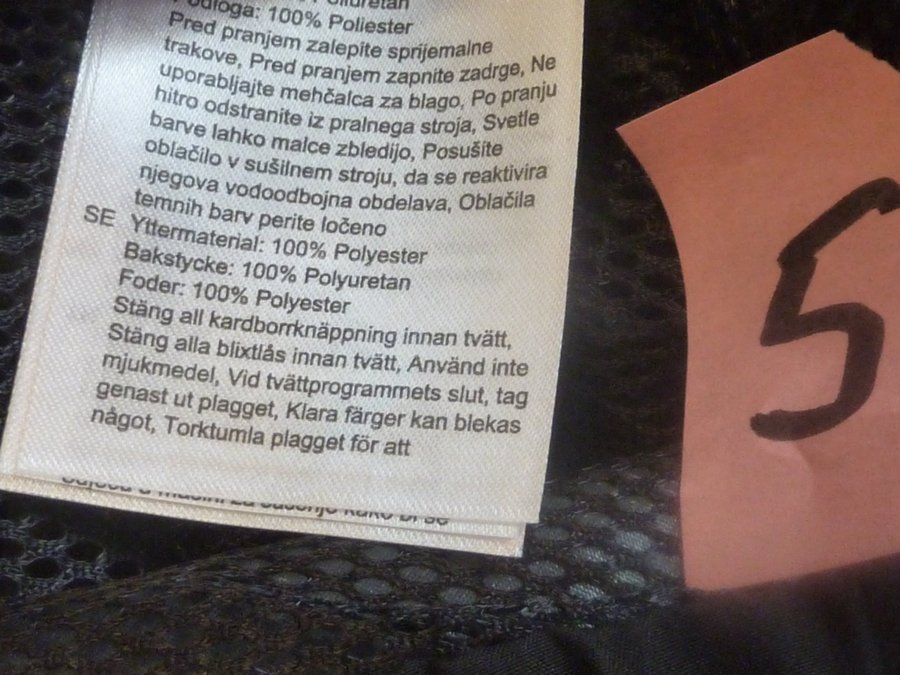 Podloga: 100% Poliester
Pred pranjem zalepite sprijemalne
trakove, Pred pranjem zapnite zadrge, Ne
uporabljajte mehčalca za blago, Po pranju
hitro odstranite iz pralnega stroja, Svetle
barve lahko malce zbledijo, Posušite
oblačilo v sušilnem stroju, da se reaktivira
njegova vodoodbojna obdelava, Oblačila
temnih barv perite ločeno
SE Yttermaterial: 100% Polyester
Bakstycke: 100% Polyuretan
Foder: 100% Polyester
Stäng all kardborrknäppning innan tvätt,
Stäng alla blixtlås innan tvätt, Använd inte
mjukmedel, Vid tvättprogrammets slut, tag
genast ut plagget, Klara färger kan blekas
något, Torktumla plagget för att
5